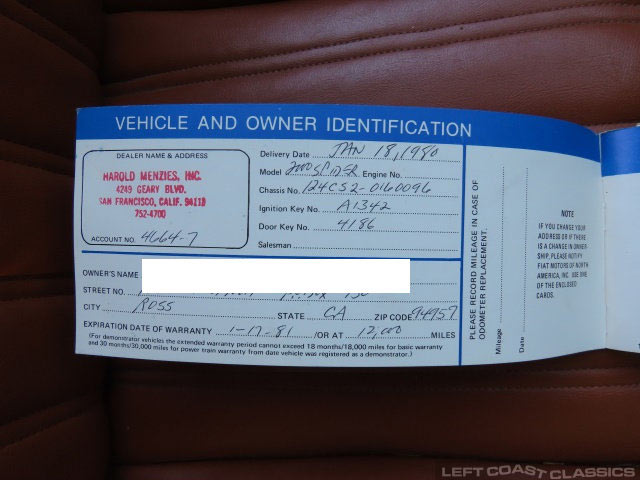 VEHICLE AND OWNER IDENTIFICATION
DEALER NAME & ADDRESS
HAROLD MENZIES, INC.
4249 GEARY BLVD.
SAN FRANCISCO, CALIF. 94118
752-4700
ACCOUNT NO. 4664-7
Delivery Date JAN 18, 1980
Model 2000 SPIDER Engine No.
Chassis No. 124CS2-0160096
Ignition Key No. A1342
Door Key No. 4186
Salesman
OWNER'S NAME
STREET NO.
CITY ROSS STATE CA ZIP CODE 94957
EXPIRATION DATE OF WARRANTY 1-17-81 /OR AT 12,000 MILES
(For demonstrator vehicles the extended warranty period cannot exceed 18 months/18,000 miles for basic warranty
and 30 months/30,000 miles for power train warranty from date vehicle was registered as a demonstrator.)
PLEASE RECORD MILEAGE IN CASE OF
ODOMETER REPLACEMENT.
Mileage
Date
NOTE
IF YOU CHANGE YOUR
ADDRESS OR IF THERE
IS A CHANGE IN OWNER
SHIP, PLEASE NOTIFY
FIAT MOTORS OF NORTH
AMERICA, INC. USE ONE
OF THE ENCLOSED
CARDS.
LEFT COAST CLASSICS